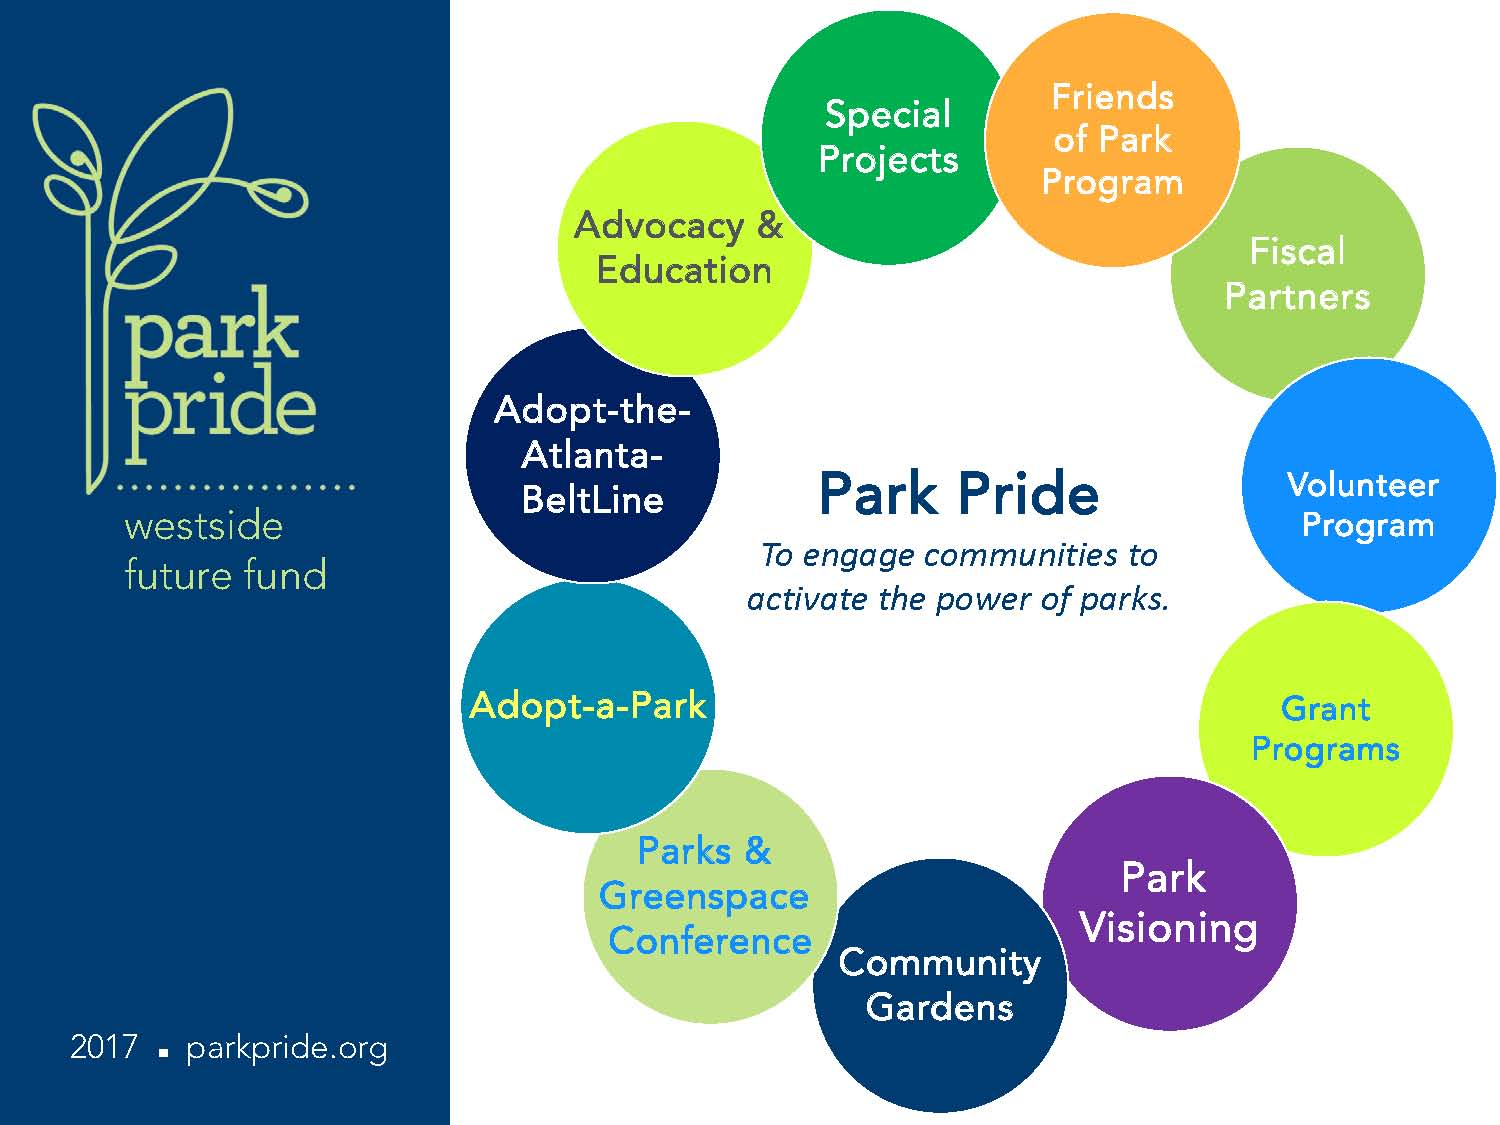 park
pride
westside
future fund
2017 ▪ parkpride.org
Special
Projects
Friends
of Park
Program
Fiscal
Partners
Volunteer
Program
Grant
Programs
Park
Visioning
Community
Gardens
Parks &
Greenspace
Conference
Adopt-a-Park
Adopt-the-
Atlanta-
BeltLine
Advocacy &
Education
Park Pride
To engage communities to
activate the power of parks.